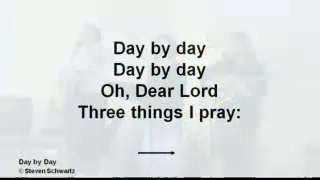 Day by day
Day by day
Oh, Dear Lord
Three things I pray:
Day by Day
© Steven Schwartz